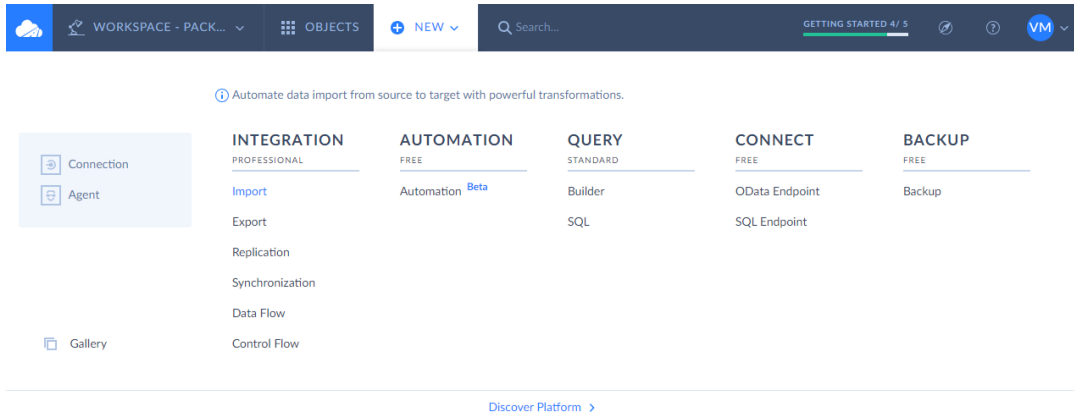 WORKSPACE - PACK...
OBJECTS
NEW
Search...
GETTING STARTED 4/ 5
VM
Automate data import from source to target with powerful transformations.
Connection
Agent
Gallery
INTEGRATION
PROFESSIONAL
Import
Export
Replication
Synchronization
Data Flow
Control Flow
AUTOMATION
FREE
Automation Beta
QUERY
STANDARD
Builder
SQL
CONNECT
FREE
OData Endpoint
SQL Endpoint
BACKUP
FREE
Backup
Discover Platform